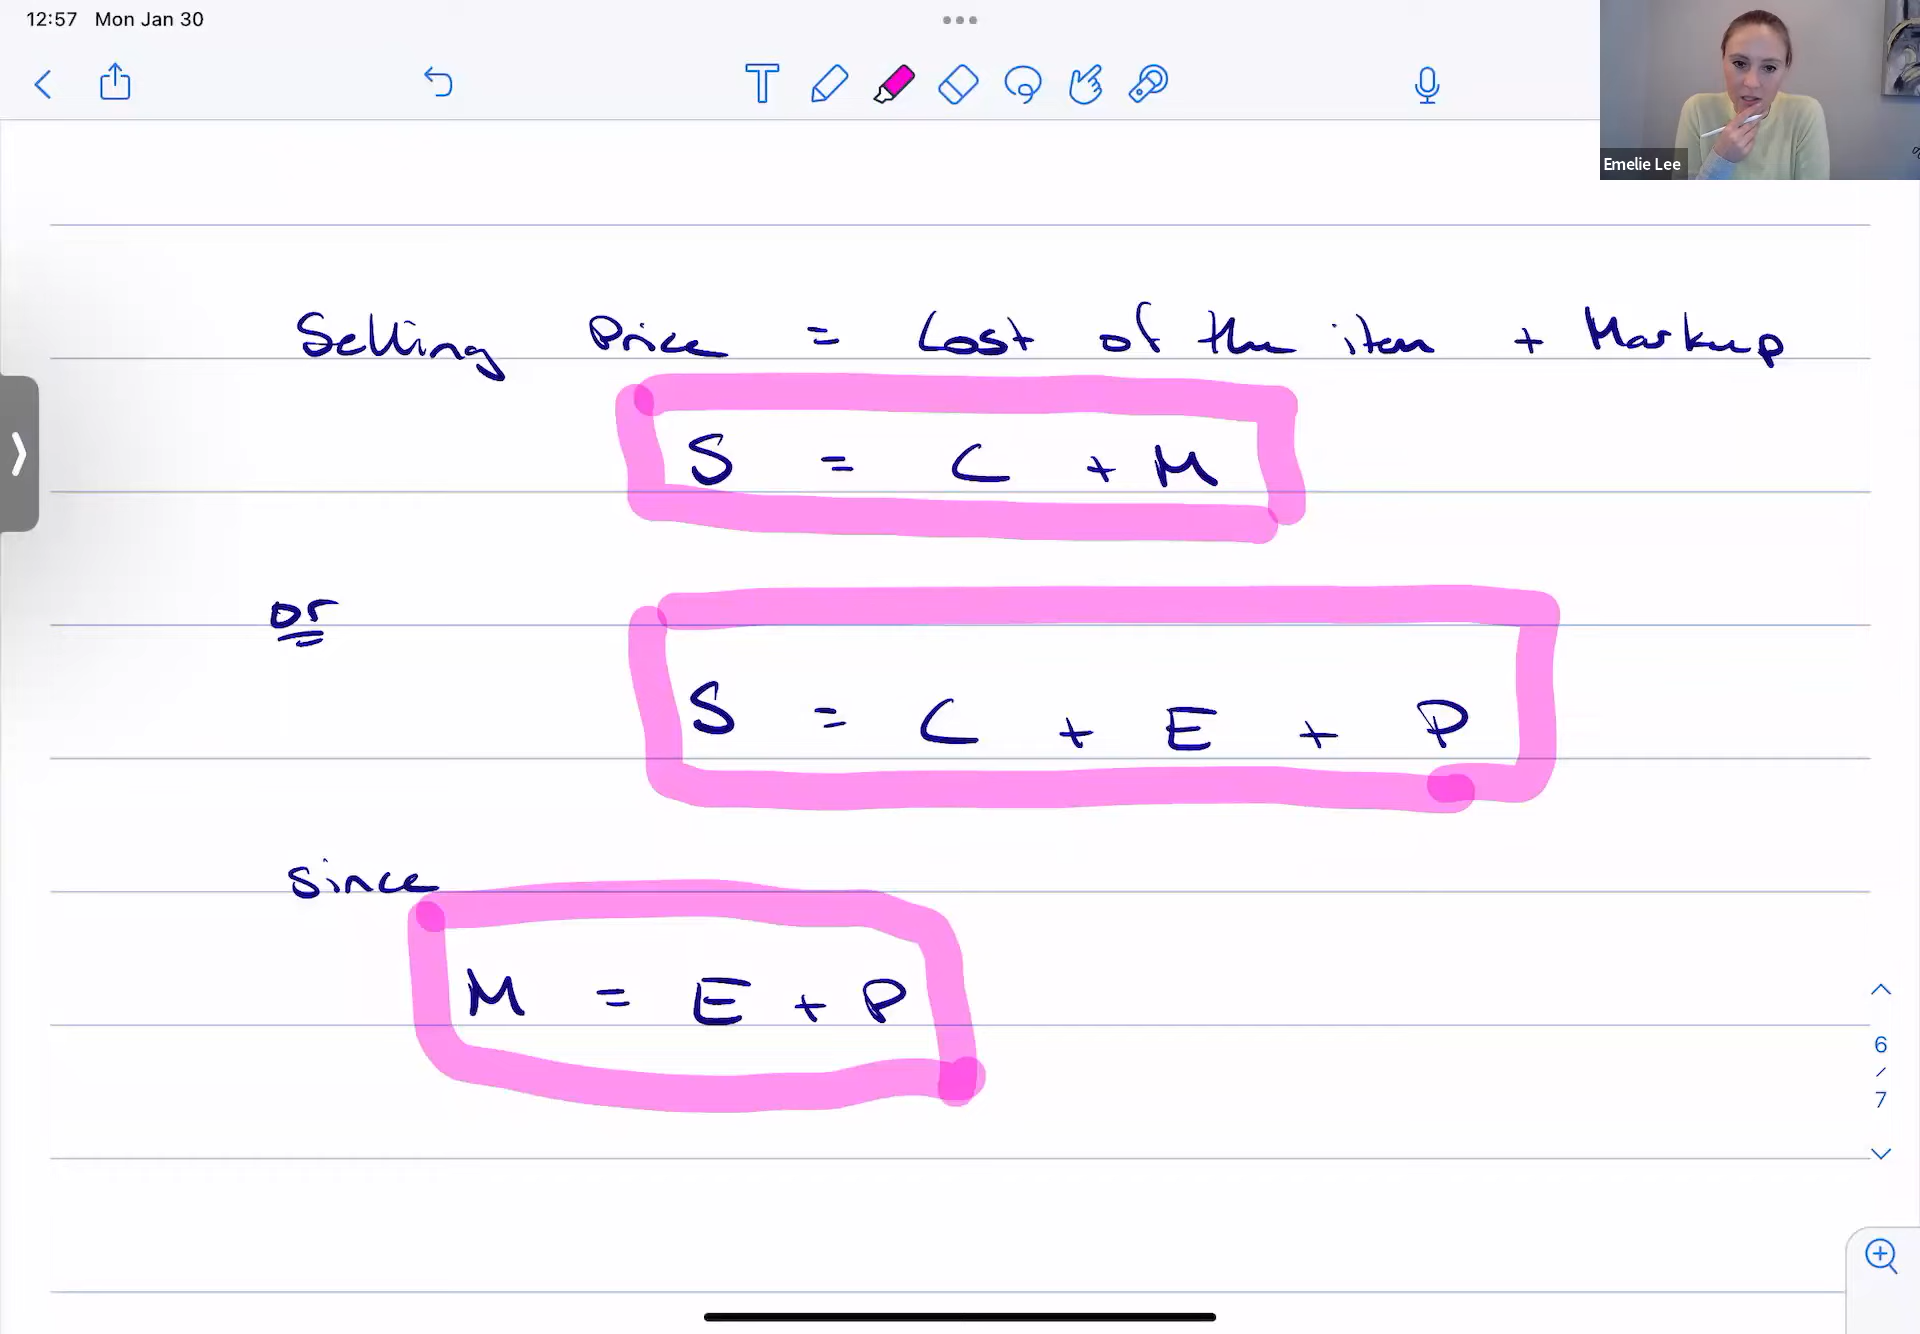 12:57 Mon Jan 30
Emelie Lee
Selling Price = Cost of the item + Markup
S = C + M
or
S = C + E + P
since
M = E + P
6
/
7